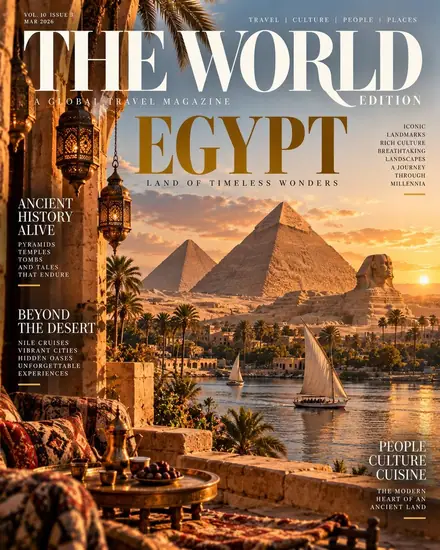 VOL. 10 ISSUE 3
MAR 2026
TRAVEL | CULTURE | PEOPLE | PLACES
THE WORLD
A GLOBAL TRAVEL MAGAZINE
EDITION
EGYPT
LAND OF TIMELESS WONDERS
ICONIC
LANDMARKS
RICH CULTURE
BREATHTAKING
LANDSCAPES
A JOURNEY
THROUGH
MILLENNIA
ANCIENT
HISTORY
ALIVE
PYRAMIDS
TEMPLES
TOMBS
AND TALES
THAT ENDURE
BEYOND
THE DESERT
NILE CRUISES
VIBRANT CITIES
HIDDEN OASES
UNFORGETTABLE
EXPERIENCES
PEOPLE
CULTURE
CUISINE
THE MODERN
HEART OF AN
ANCIENT LAND